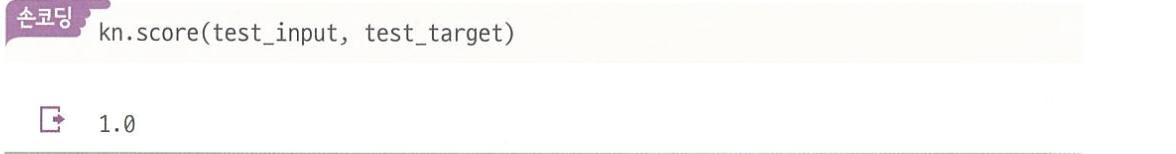 손코딩
kn.score(test_input, test_target)
1.0